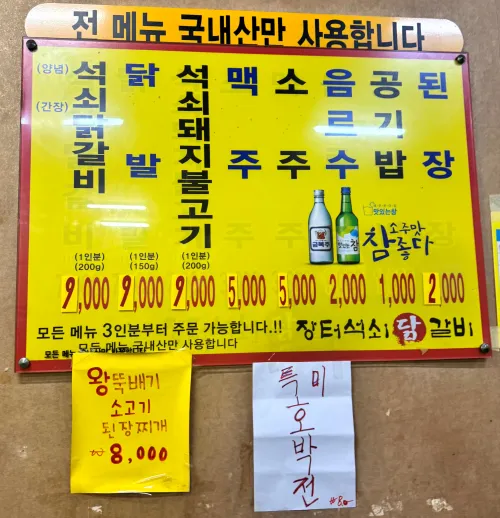 전 메뉴 국내산만 사용합니다
(양념)
(간장)
석쇠닭갈비
(1인분)
(200g)
9,000
닭발
(1인분)
(150g)
9,000
석쇠돼지불고기
(1인분)
(200g)
9,000
맥주
5,000
소주
5,000
음료수
2,000
공기밥
1,000
된장
2,000
금복주
맛있는참
소주맛
참좋다
모든 메뉴 3인분부터 주문 가능합니다.!!
모든 메뉴 국내산만 사용합니다
장터석쇠닭갈비
왕뚝배기
소고기
된장찌개
₩8,000
특미
호박전